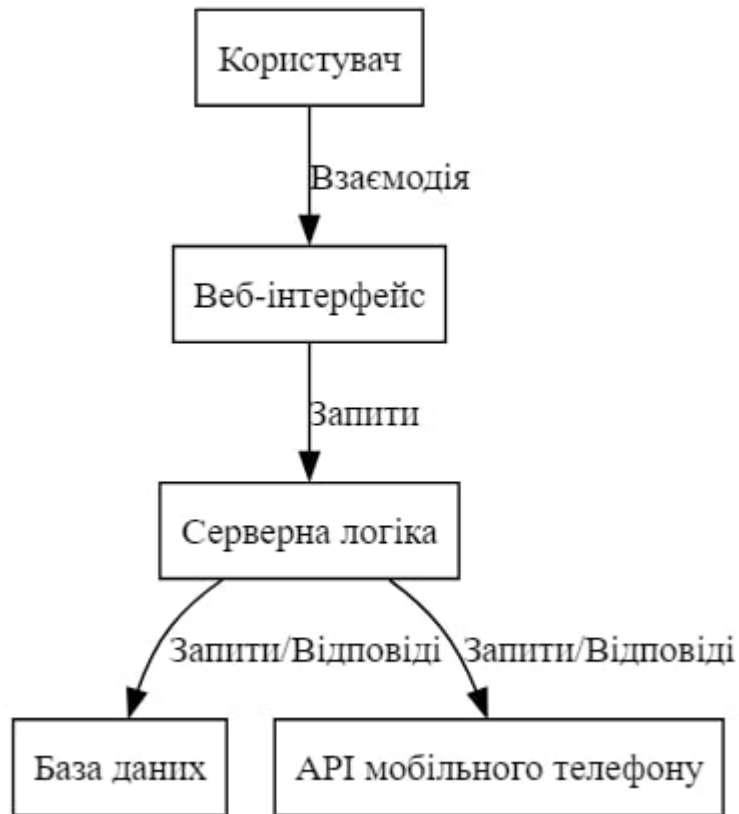 Користувач
Взаємодія
Веб-інтерфейс
Запити
Серверна логіка
Запити/Відповіді
Запити/Відповіді
База даних
API мобільного телефону